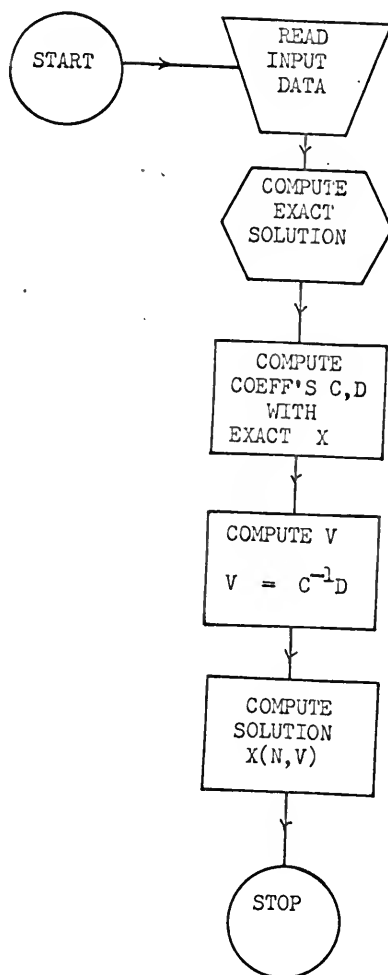 START
READ
INPUT
DATA
COMPUTE
EXACT
SOLUTION
COMPUTE
COEFF'S C,D
WITH
EXACT X
COMPUTE V
V = C⁻¹D
COMPUTE
SOLUTION
X(N,V)
STOP